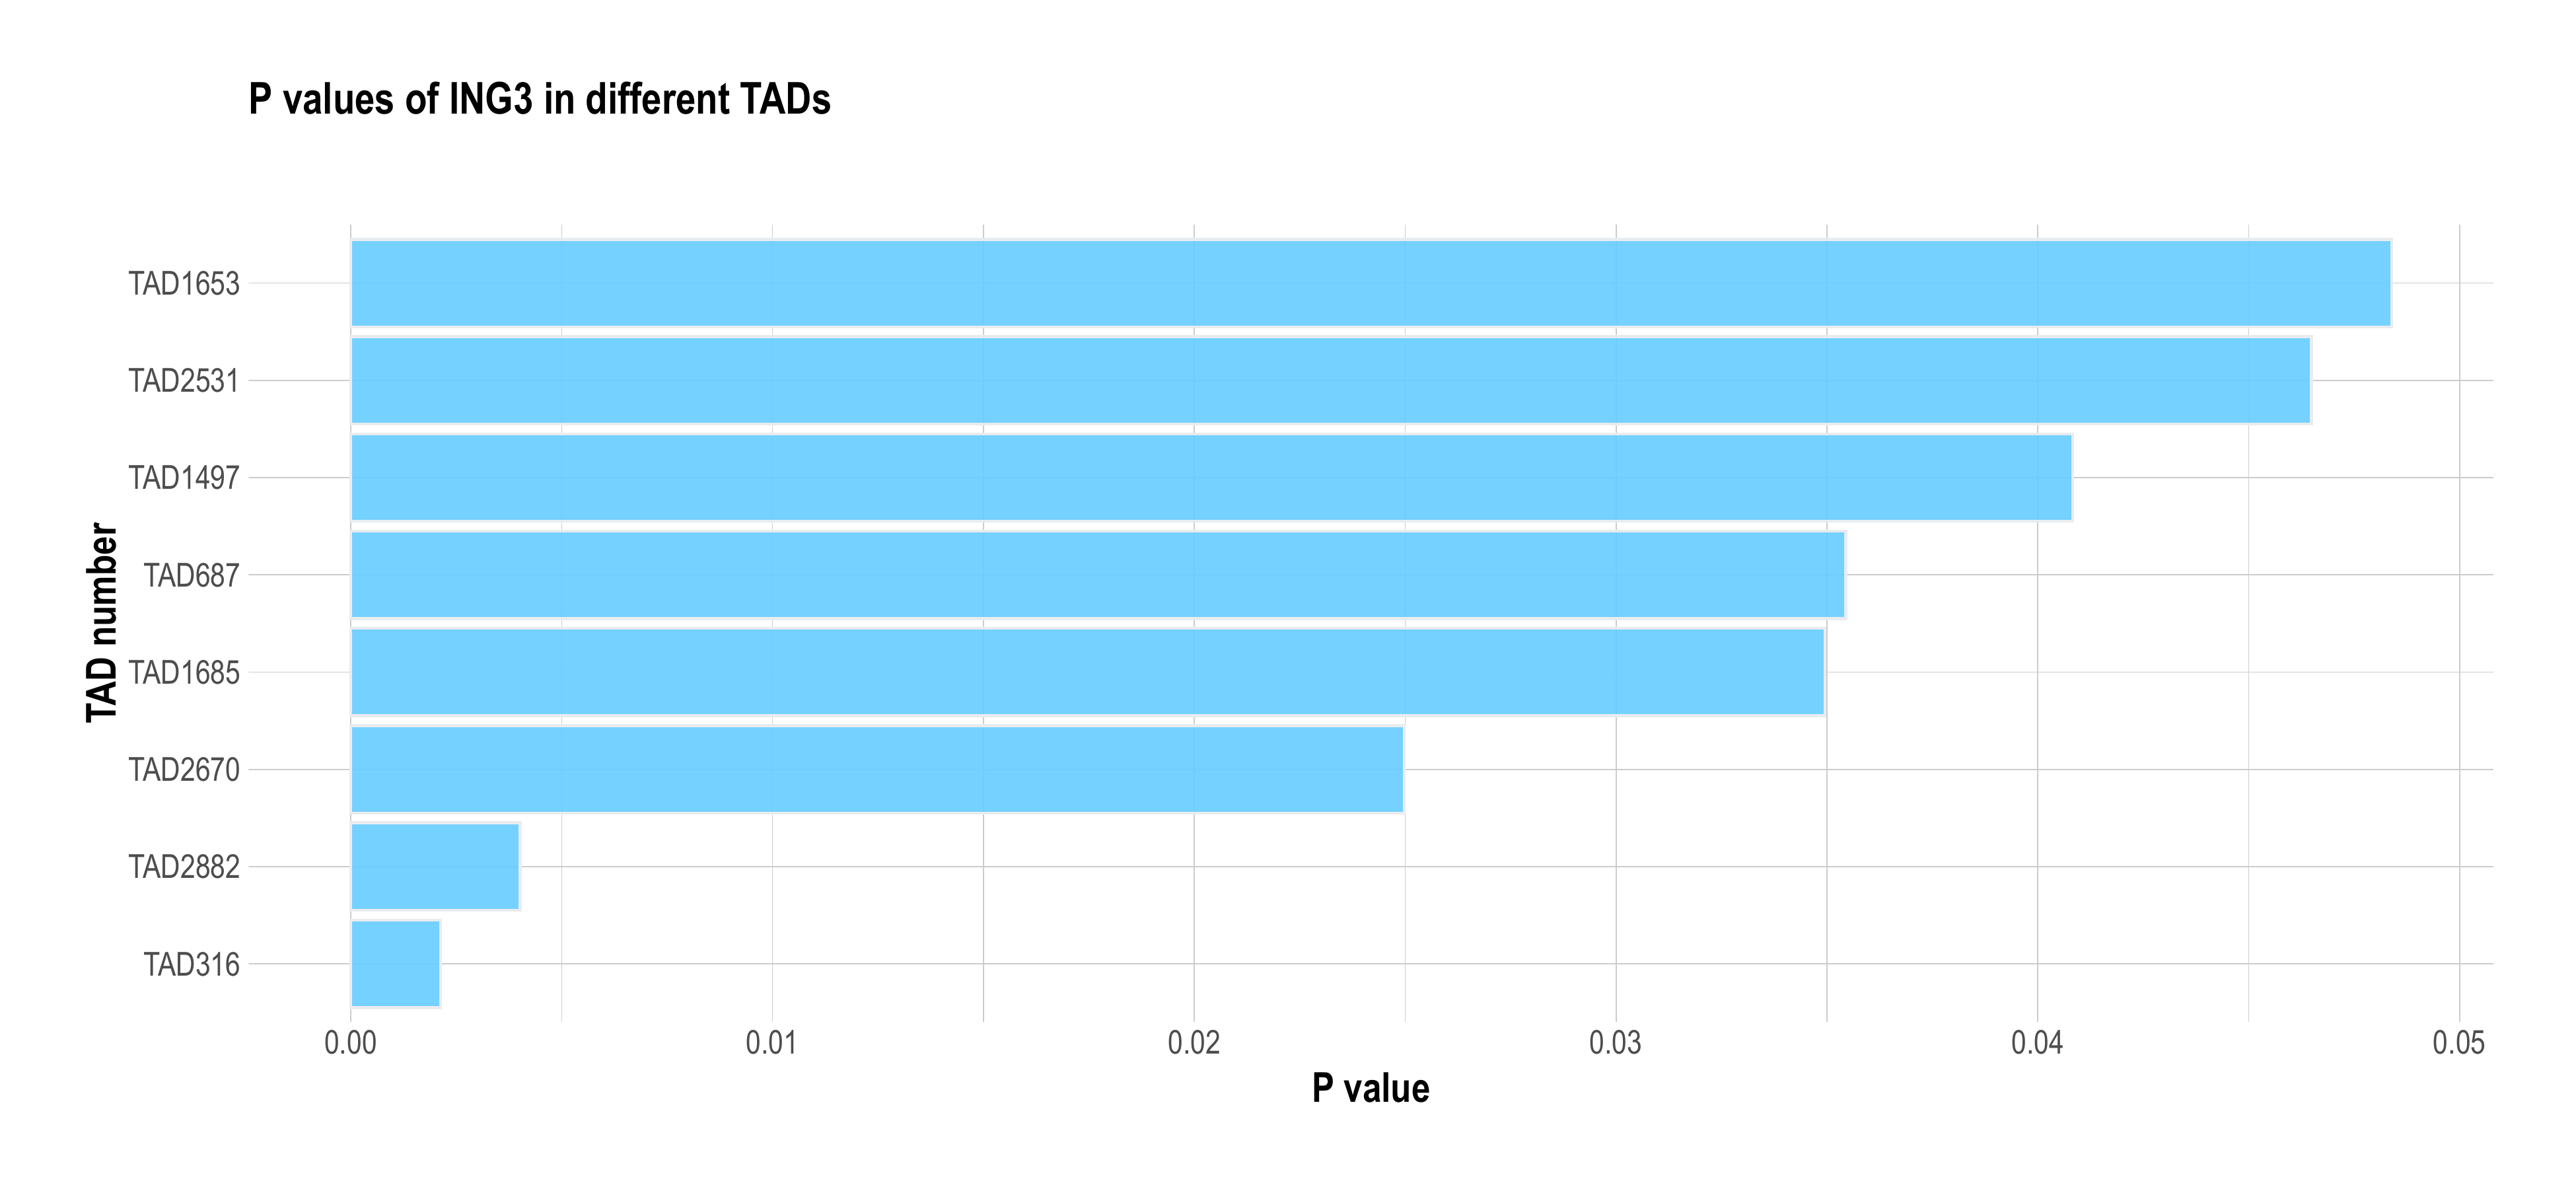 P values of ING3 in different TADs
TAD number
TAD1653
TAD2531
TAD1497
TAD687
TAD1685
TAD2670
TAD2882
TAD316
0.00 0.01 0.02 0.03 0.04 0.05
P value